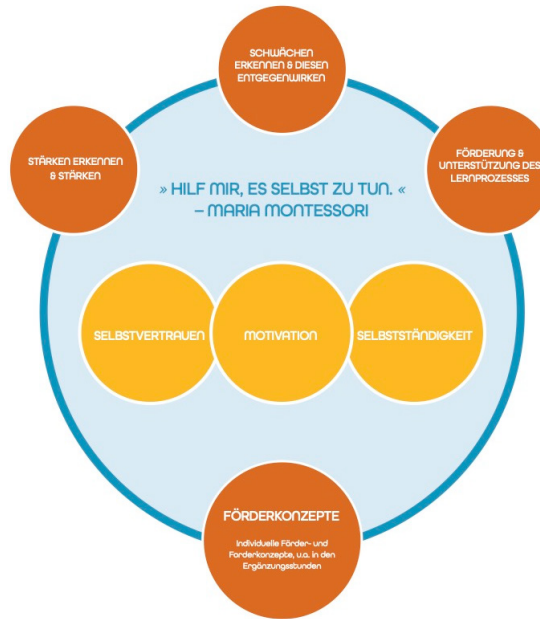 SCHWÄCHEN
ERKENNEN & DIESEN
ENTGEGENWIRKEN
STÄRKEN ERKENNEN
& STÄRKEN
FÖRDERUNG &
UNTERSTÜTZUNG DES
LERNPROZESSES
» HILF MIR, ES SELBST ZU TUN. «
– MARIA MONTESSORI
SELBSTVERTRAUEN
MOTIVATION
SELBSTSTÄNDIGKEIT
FÖRDERKONZEPTE
Individuelle Förder- und
Forderkonzepte, u.a. in den
Ergänzungsstunden